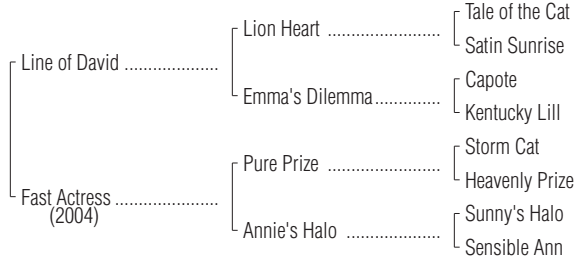 Tale of the Cat
Lion Heart ......................
Satin Sunrise
Line of David ..................
Capote
Emma's Dilemma.............
Kentucky Lill
Storm Cat
Pure Prize ......................
Heavenly Prize
Fast Actress ....................
(2004)
Sunny's Halo
Annie's Halo ..................
Sensible Ann